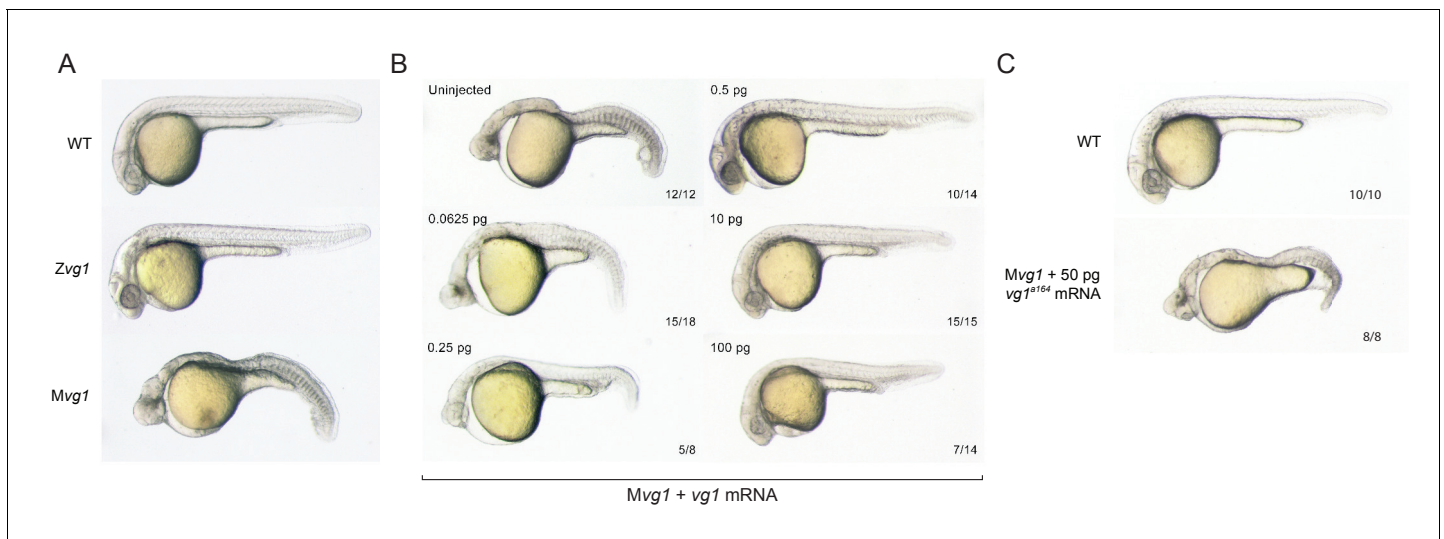 A
WT
Zvg1
Mvg1
B
Uninjected
12/12
0.5 pg
10/14
0.0625 pg
15/18
10 pg
15/15
0.25 pg
5/8
100 pg
7/14
Mvg1 + vg1 mRNA
C
WT
10/10
Mvg1 + 50 pg
vg1ᵃ¹⁶⁴ mRNA
8/8